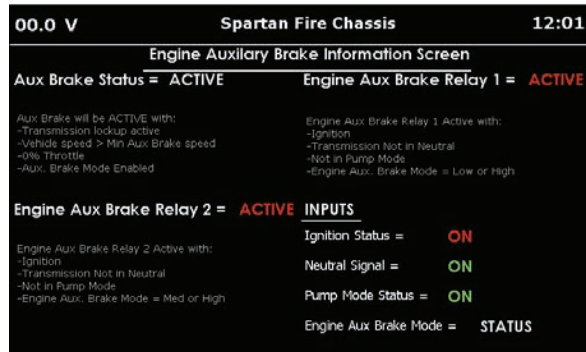 00.0 V Spartan Fire Chassis 12:01
Engine Auxilary Brake Information Screen
Aux Brake Status = ACTIVE
Aux Brake will be ACTIVE with:
-Transmission lockup active
-Vehicle speed > Min Aux Brake speed
-0% Throttle
-Aux. Brake Mode Enabled
Engine Aux Brake Relay 1 = ACTIVE
Engine Aux Brake Relay 1 Active with:
-Ignition
-Transmission Not in Neutral
-Not in Pump Mode
-Engine Aux. Brake Mode = Low or High
Engine Aux Brake Relay 2 = ACTIVE
Engine Aux Brake Relay 2 Active with:
-Ignition
-Transmission Not in Neutral
-Not in Pump Mode
-Engine Aux. Brake Mode = Med or High
INPUTS
Ignition Status = ON
Neutral Signal = ON
Pump Mode Status = ON
Engine Aux Brake Mode = STATUS